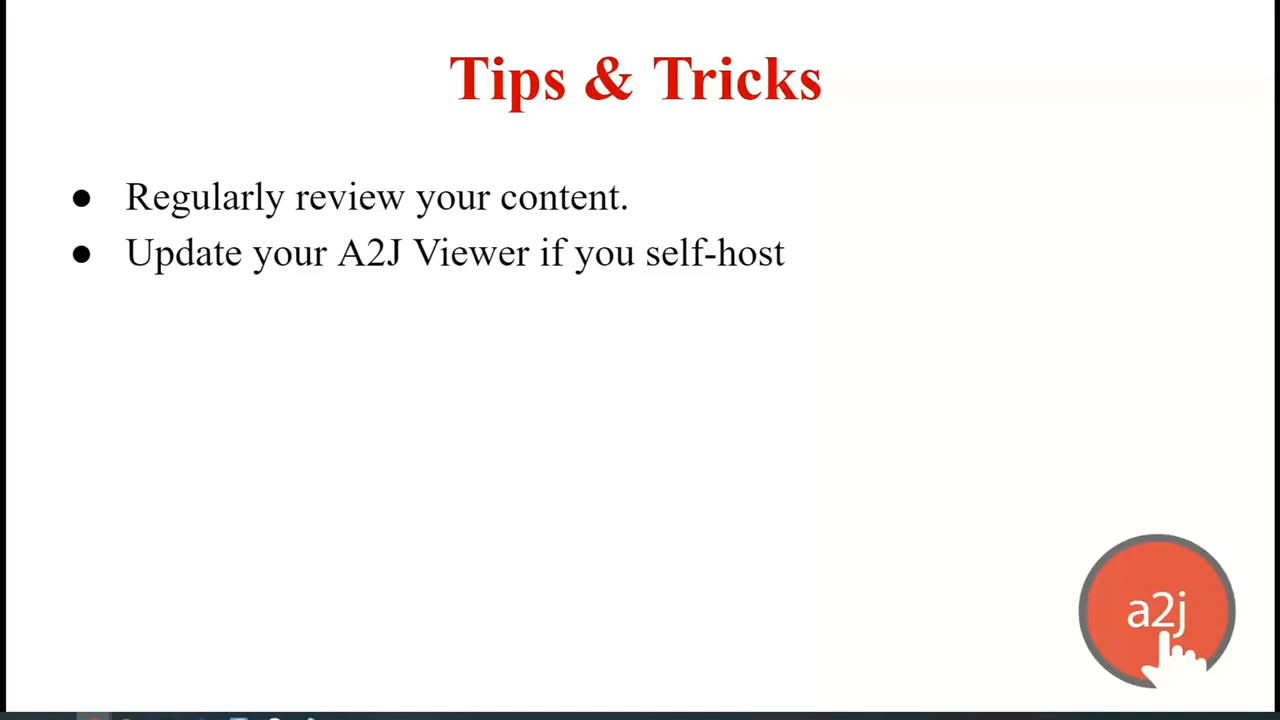 Tips & Tricks
● Regularly review your content.
● Update your A2J Viewer if you self-host
a2j